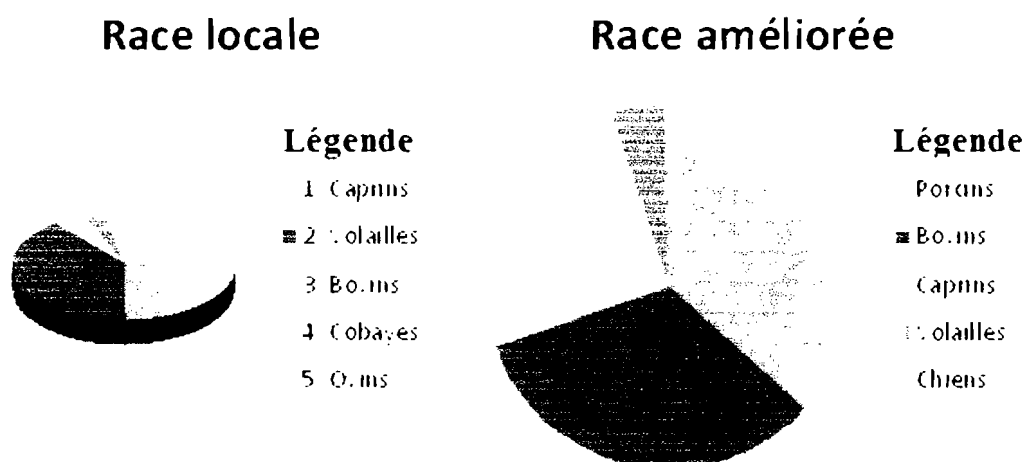 Race locale
Race améliorée
Légende
1 Caprins
2 Volailles
3 Bovins
4 Cobayes
5 Ovins
Légende
Porcins
Bovins
Caprins
Volailles
Chiens